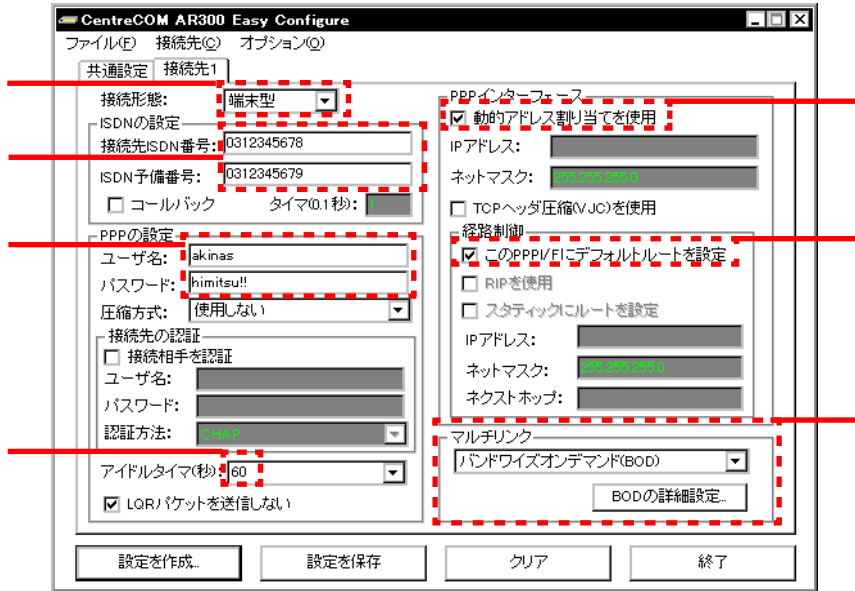 CentreCOM AR300 Easy Configure
ファイル(F) 接続先(C) オプション(O)
共通設定 接続先1
接続形態: 端末型
ISDNの設定
接続先ISDN番号: 0312345678
ISDN予備番号: 0312345679
コールバック タイマ(0.1秒): 1
PPPの設定
ユーザ名: akinas
パスワード: himitsu!!
圧縮方式: 使用しない
接続先の認証
接続相手を認証
ユーザ名:
パスワード:
認証方法: CHAP
アイドルタイマ(秒): 60
LQRパケットを送信しない
PPPインターフェース
動的アドレス割り当てを使用
IPアドレス:
ネットマスク: 255.255.255.0
TCPヘッダ圧縮(VJC)を使用
経路制御
このPPPI/Fにデフォルトルートを設定
RIPを使用
スタティックにルートを設定
IPアドレス:
ネットマスク: 255.255.255.0
ネクストホップ:
マルチリンク
バンドワイズオンデマンド(BOD)
BODの詳細設定...
設定を作成... 設定を保存 クリア 終了